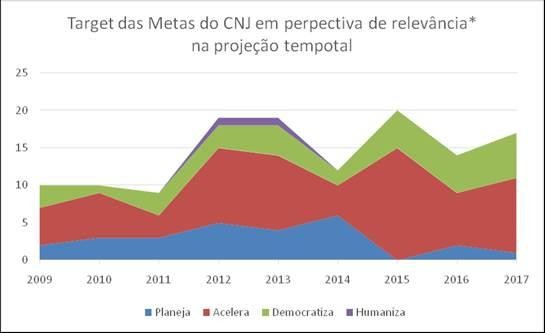 Target das Metas do CNJ em perpectiva de relevância*
na projeção tempotal
25
20
15
10
5
0
2009 2010 2011 2012 2013 2014 2015 2016 2017
Planeja Acelera Democratiza Humaniza